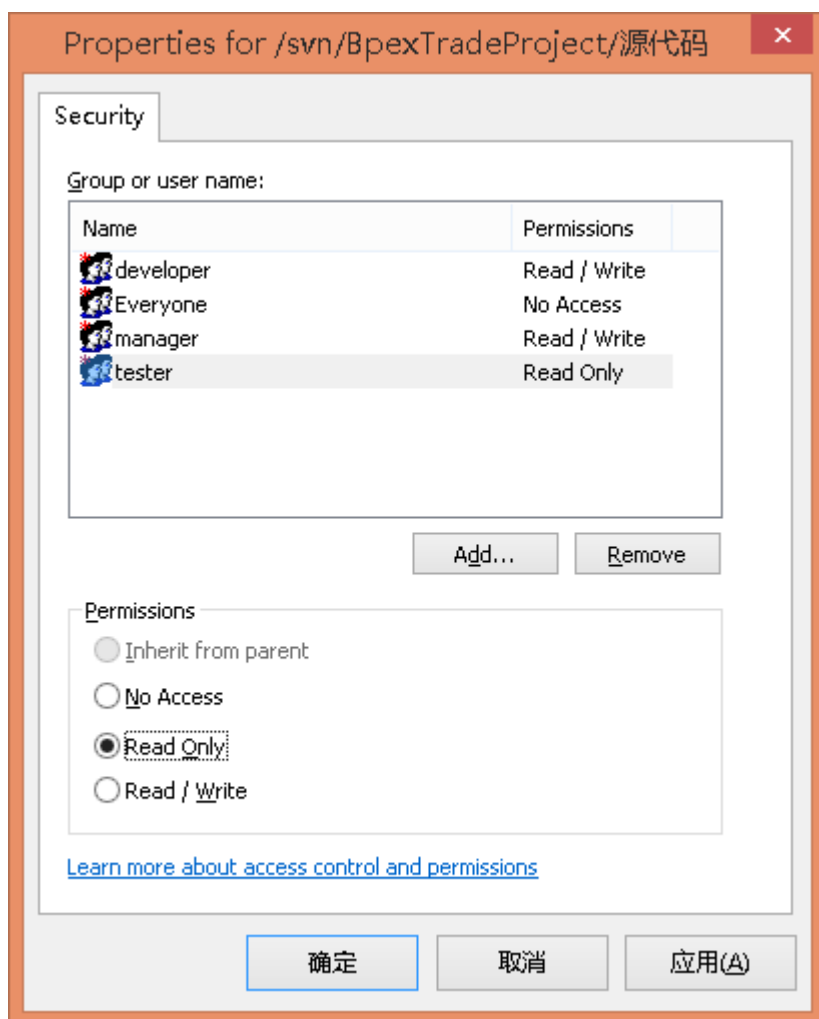 Properties for /svn/BpexTradeProject/源代码
Security
Group or user name:
Name Permissions
developer Read / Write
Everyone No Access
manager Read / Write
tester Read Only
Add... Remove
Permissions
Inherit from parent
No Access
Read Only
Read / Write
Learn more about access control and permissions
确定 取消 应用(A)